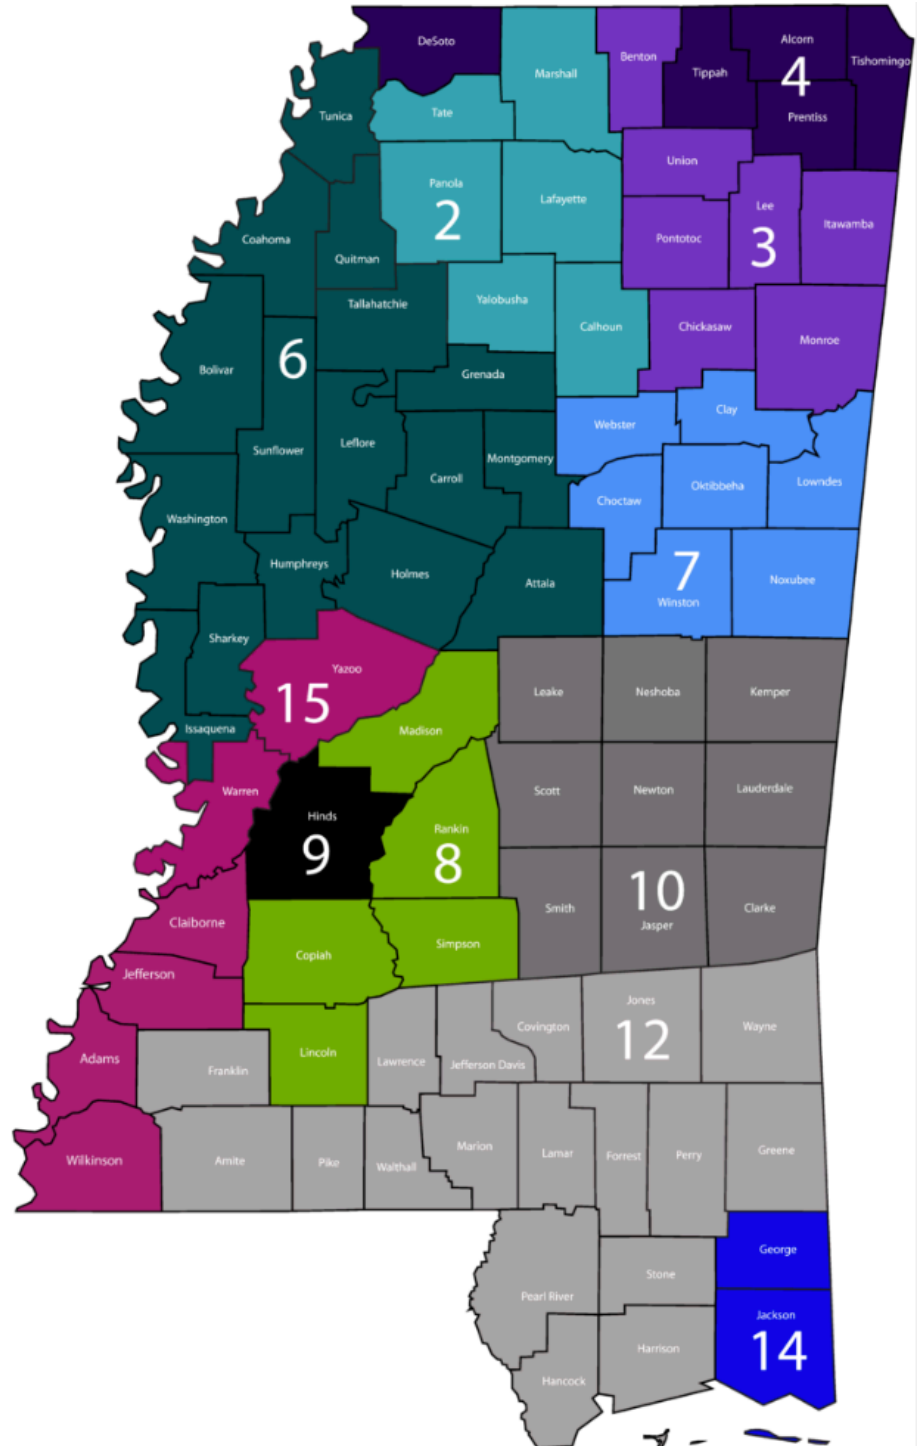 DeSoto
Marshall
Benton
Tippah
Alcorn
4
Tishomingo
Prentiss
Tunica
Tate
Union
Panola
2
Lafayette
Pontotoc
Lee
3
Itawamba
Coahoma
Quitman
Tallahatchie
Yalobusha
Calhoun
Chickasaw
Monroe
Bolivar
6
Grenada
Sunflower
Leflore
Carroll
Montgomery
Webster
Clay
Choctaw
Oktibbeha
Lowndes
Washington
Humphreys
Holmes
Attala
7
Winston
Noxubee
Sharkey
Issaquena
Yazoo
15
Madison
Leake
Neshoba
Kemper
Warren
Hinds
9
Rankin
8
Scott
Newton
Lauderdale
Smith
10
Jasper
Clarke
Claiborne
Copiah
Simpson
Jefferson
Adams
Franklin
Lincoln
Lawrence
Jefferson Davis
Covington
Jones
12
Wayne
Wilkinson
Amite
Pike
Walthall
Marion
Lamar
Forrest
Perry
Greene
George
Pearl River
Stone
Jackson
14
Hancock
Harrison